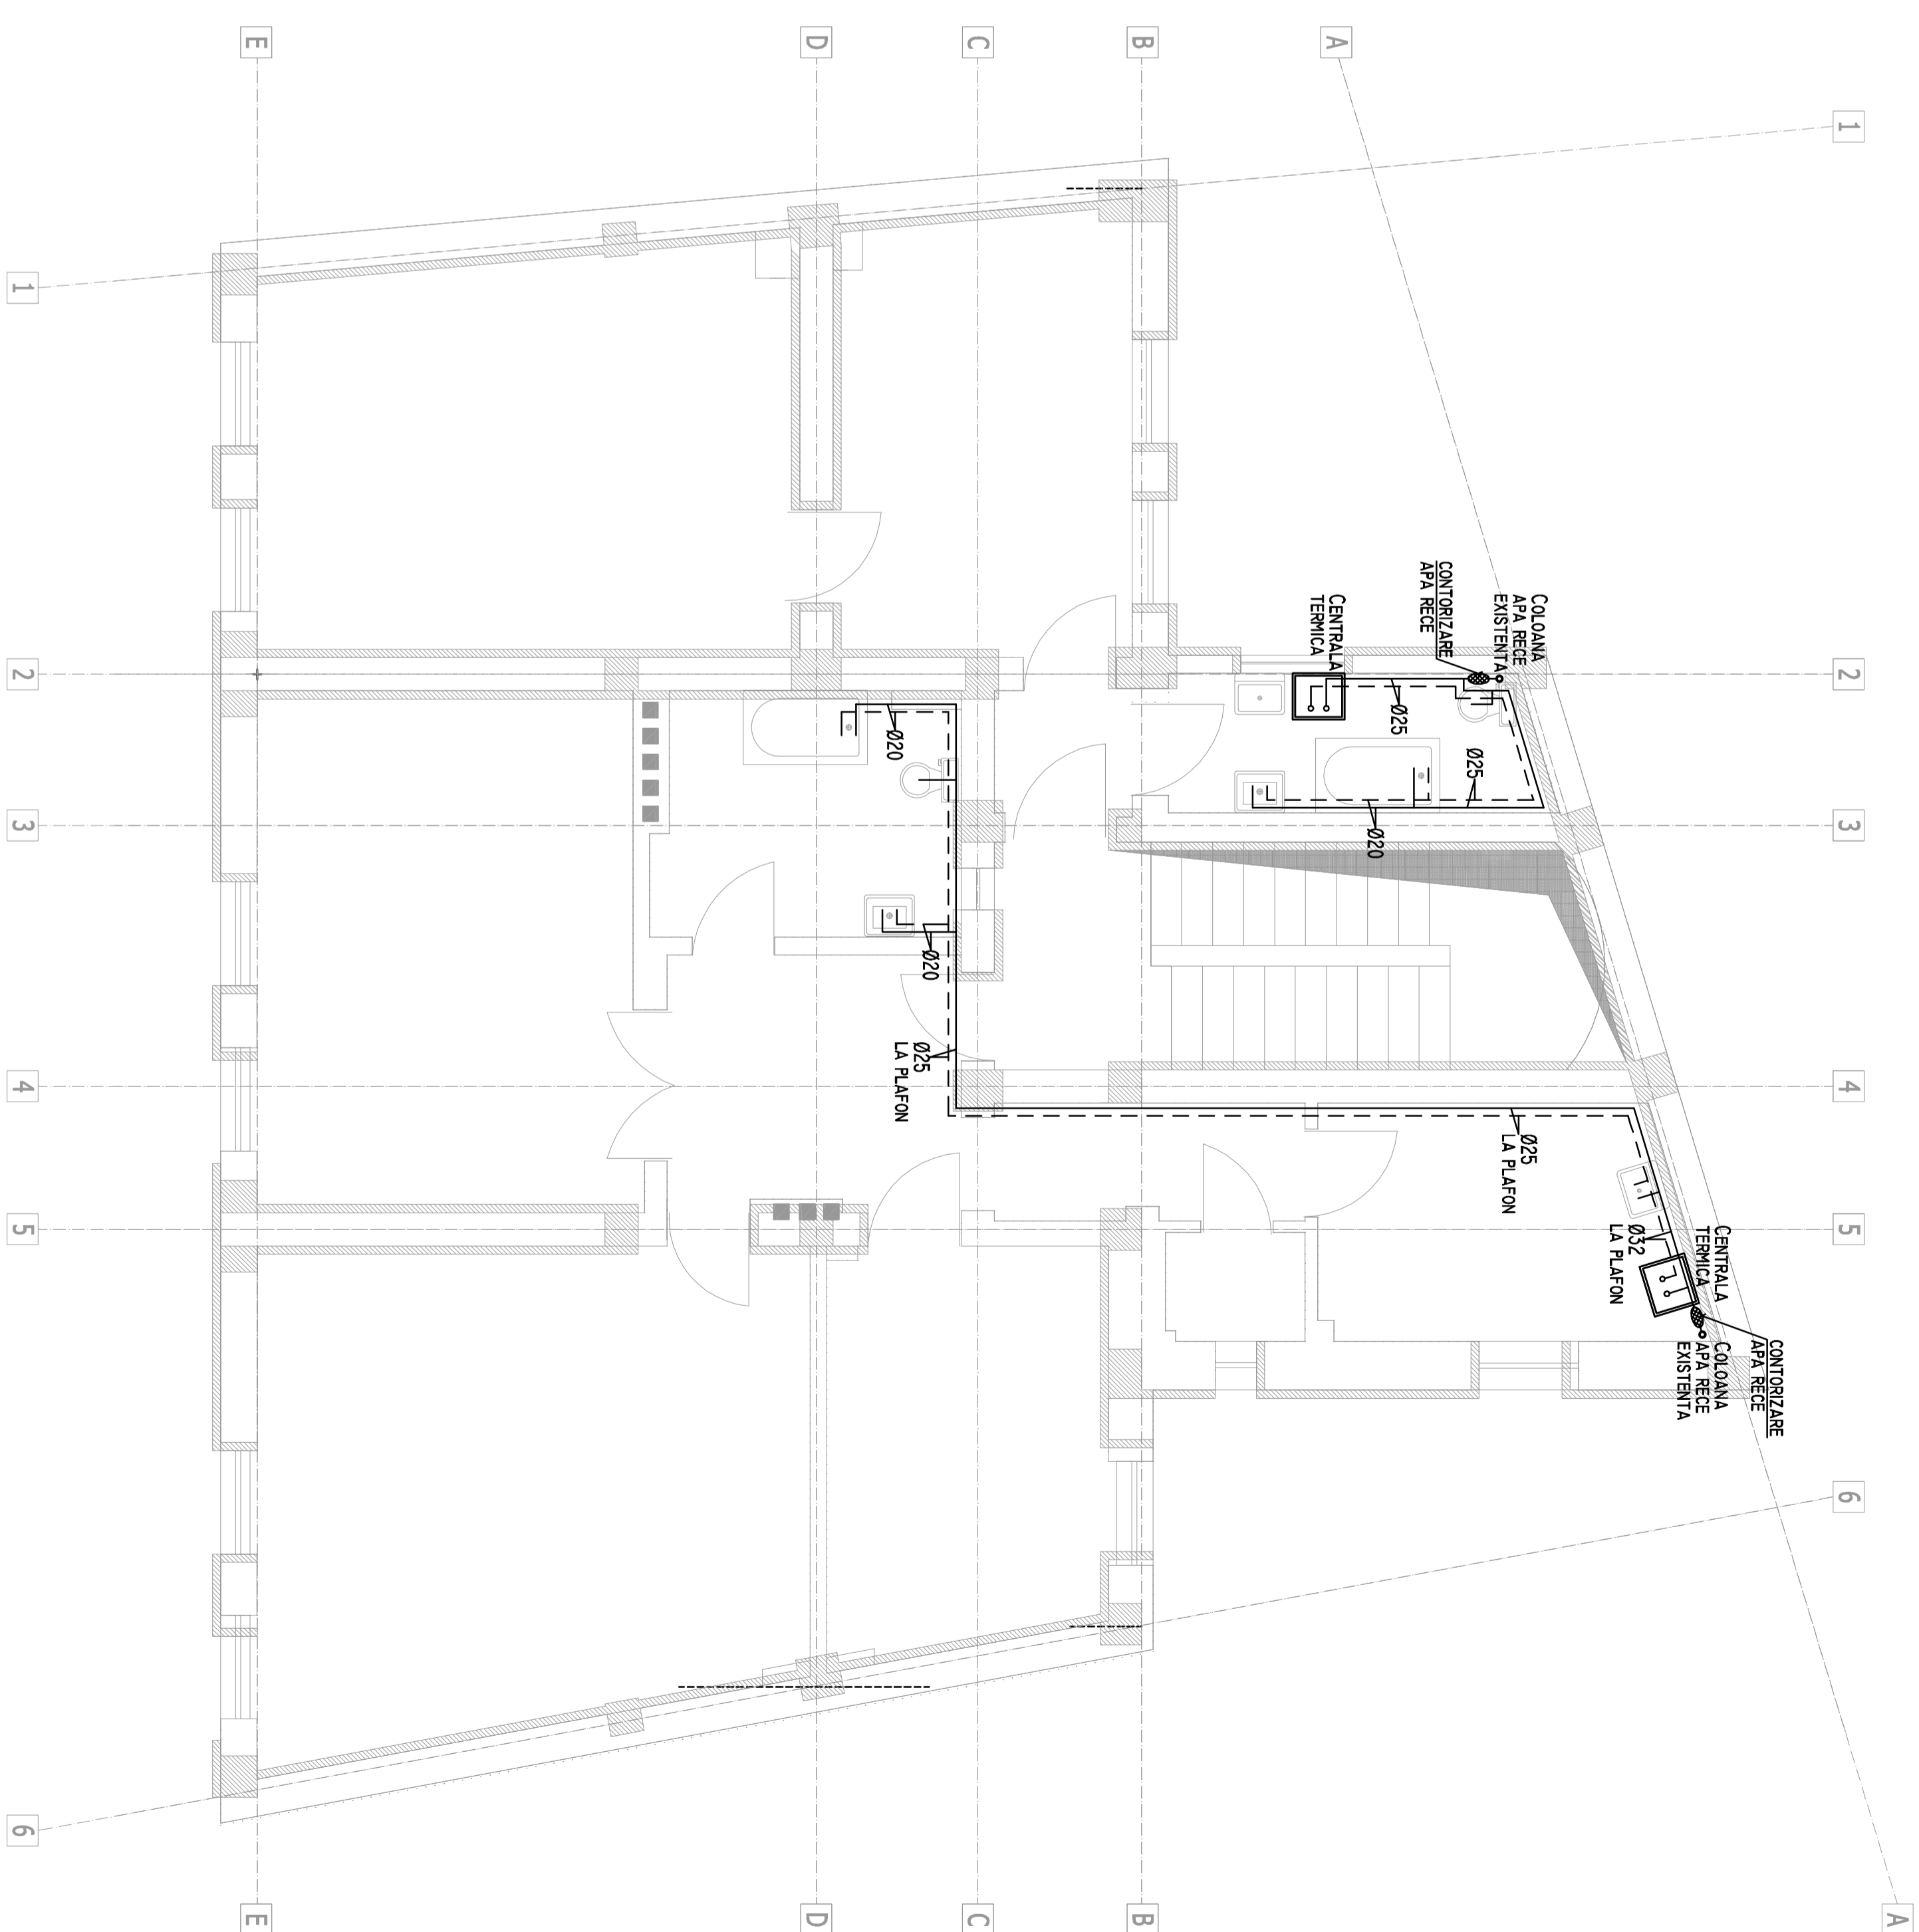 E
D
C
B
A
1
1
COLOANA
APA RECE
EXISTENTA
CONTORIZARE
APA RECE
CENTRALA
TERMICA
2
2
Ø25
Ø25
Ø20
Ø20
3
3
Ø20
Ø25
LA PLAFON
4
4
Ø25
LA PLAFON
5
5
Ø32
LA PLAFON
CENTRALA
TERMICA
CONTORIZARE
APA RECE
COLOANA
APA RECE
EXISTENTA
6
6
E
D
C
B
A